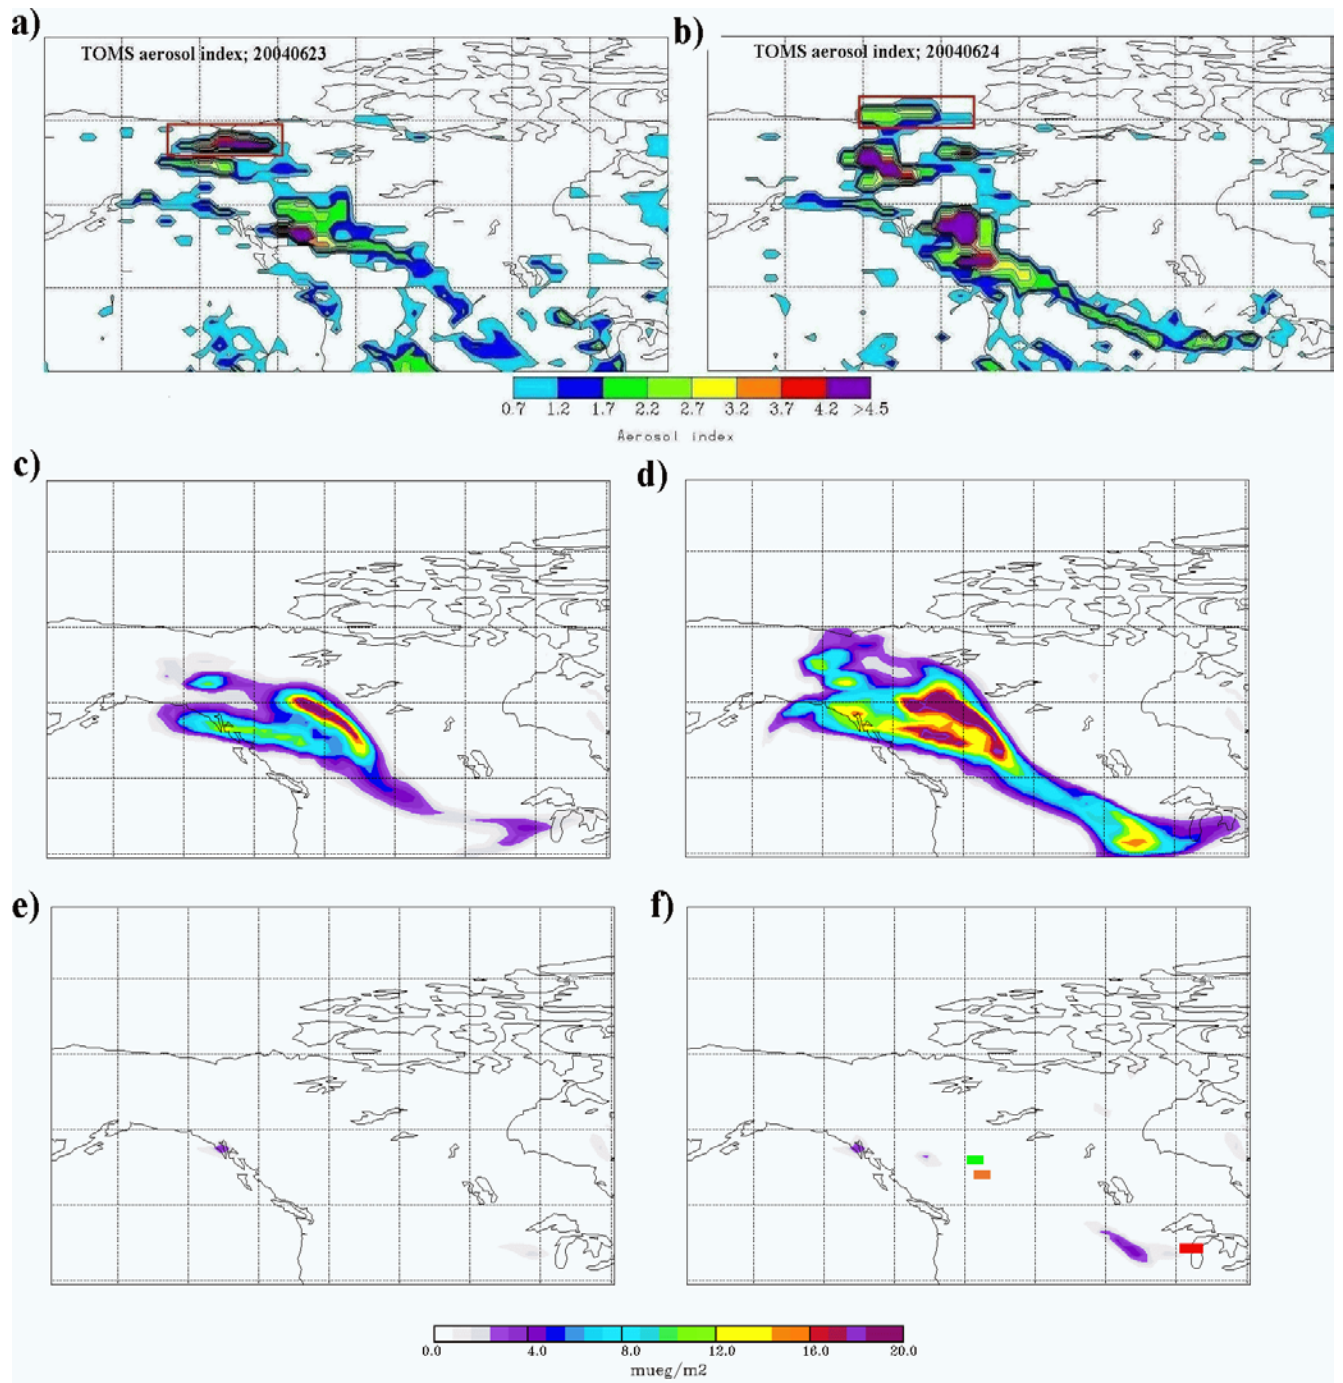 a)
TOMS aerosol index; 20040623
b)
TOMS aerosol index; 20040624
0.7 1.2 1.7 2.2 2.7 3.2 3.7 4.2 >4.5
Aerosol index
c)
d)
e)
f)
0.0 4.0 8.0 12.0 16.0 20.0
mueg/m2